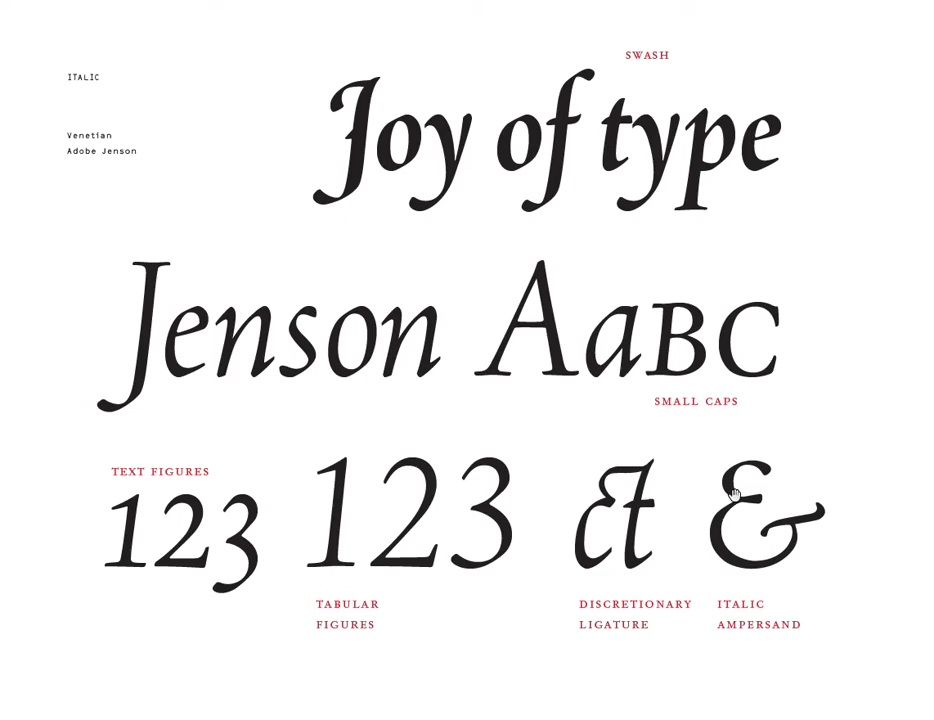 SWASH
ITALIC
Joy of type
Venetian
Adobe Jenson
Jenson AaBC
SMALL CAPS
TEXT FIGURES
123 123 ct &
TABULAR
FIGURES
DISCRETIONARY
LIGATURE
ITALIC
AMPERSAND